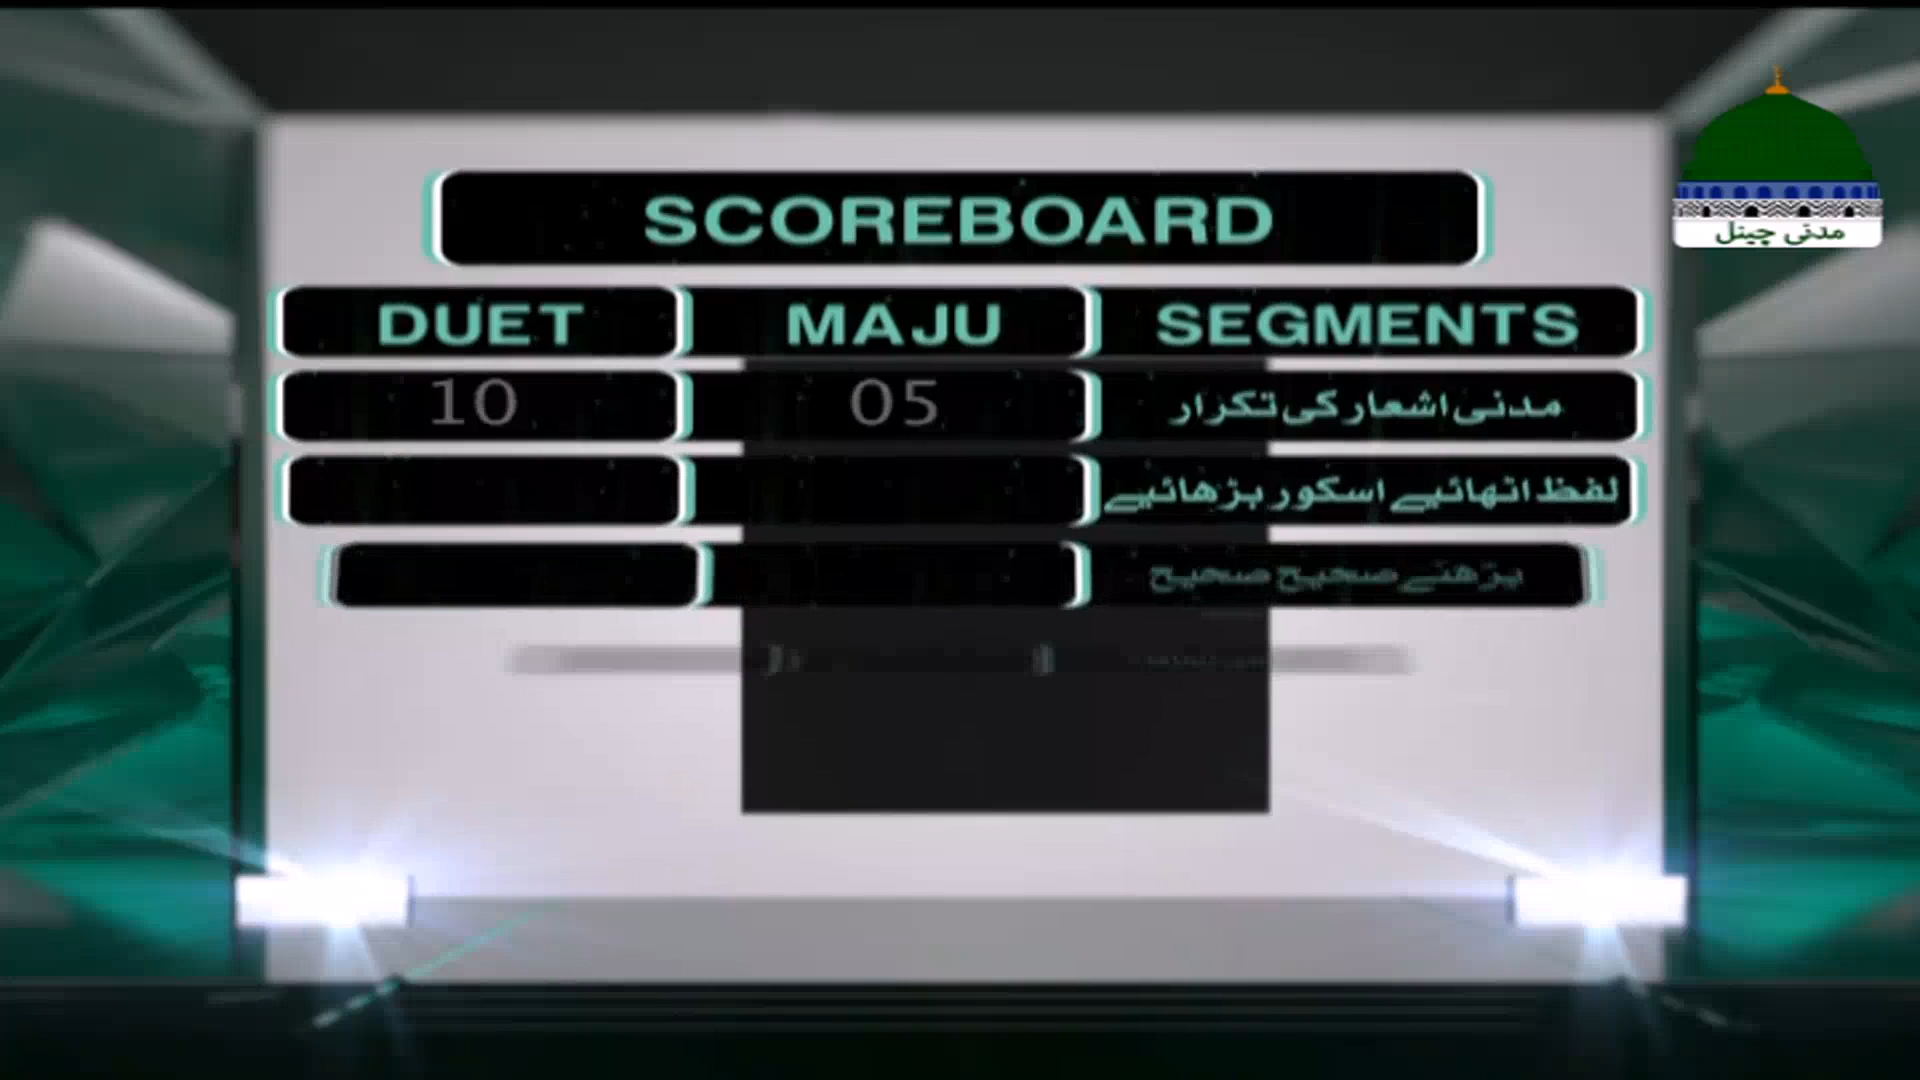 SCOREBOARD
DUET MAJU SEGMENTS
10 05 مدنی اشعار کی تکرار
لفظ اٹھائیے اسکور بڑھائیے
پڑھئے صحیح صحیح
مدنی چینل